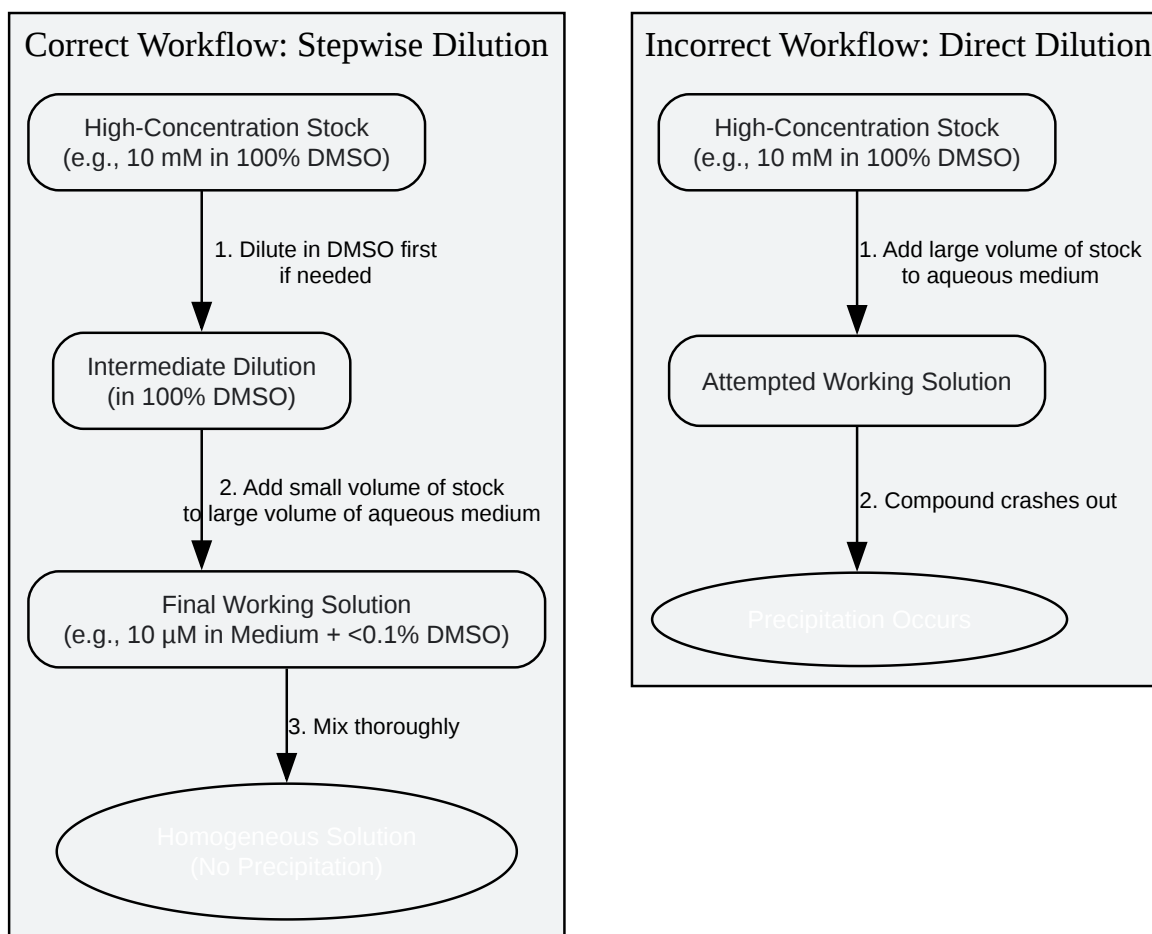 Correct Workflow: Stepwise Dilution
High-Concentration Stock
(e.g., 10 mM in 100% DMSO)
1. Dilute in DMSO first
if needed
Intermediate Dilution
(in 100% DMSO)
2. Add small volume of stock
to large volume of aqueous medium
Final Working Solution
(e.g., 10 µM in Medium + <0.1% DMSO)
3. Mix thoroughly
Homogeneous Solution
(No Precipitation)
Incorrect Workflow: Direct Dilution
High-Concentration Stock
(e.g., 10 mM in 100% DMSO)
1. Add large volume of stock
to aqueous medium
Attempted Working Solution
2. Compound crashes out
Precipitation Occurs